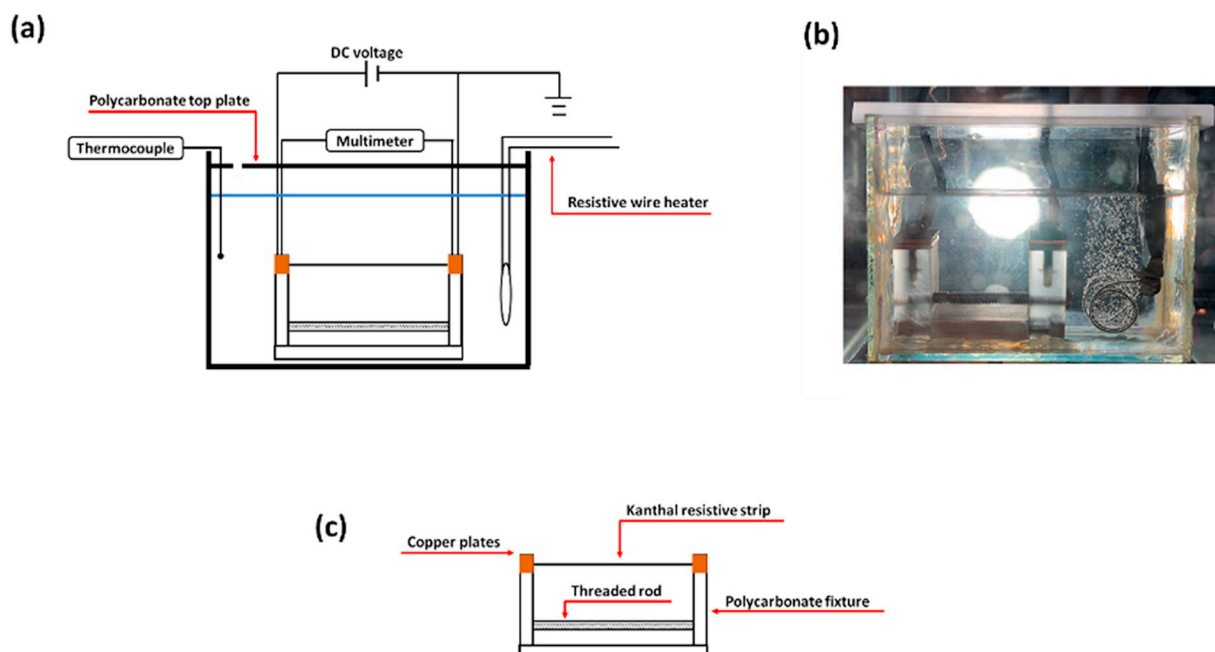 (a)
DC voltage
Polycarbonate top plate
Thermocouple
Multimeter
Resistive wire heater
(b)
(c)
Kanthal resistive strip
Copper plates
Threaded rod
Polycarbonate fixture